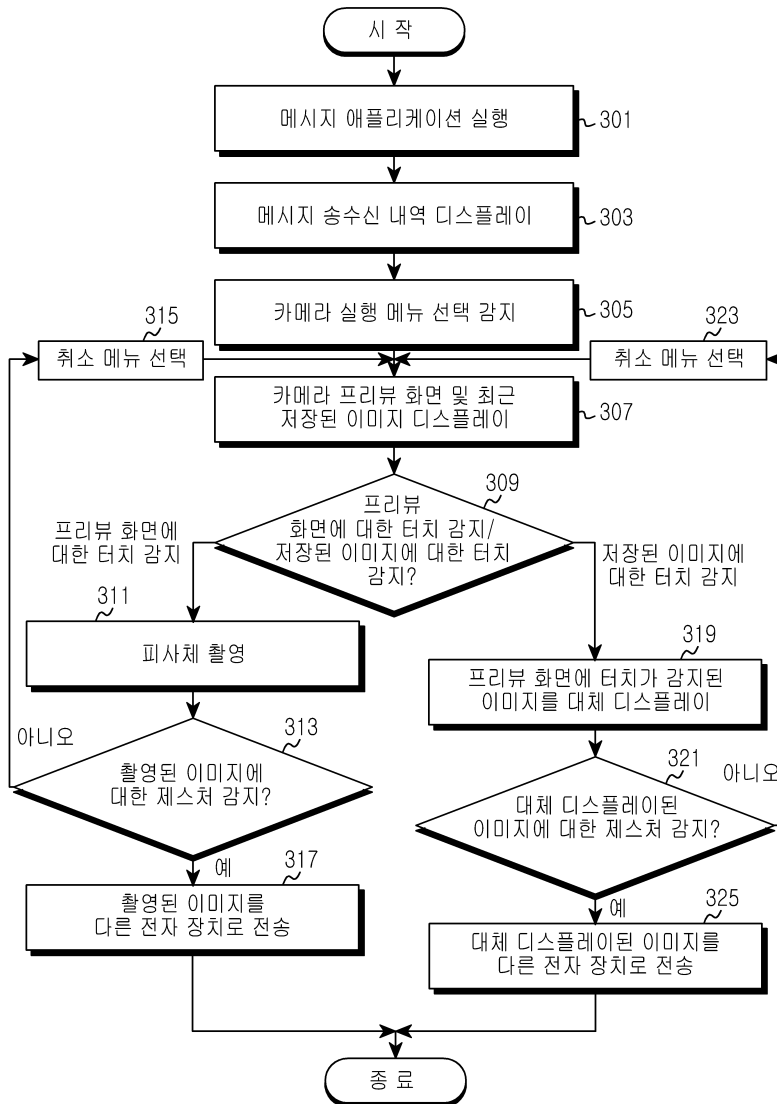 시 작
메시지 애플리케이션 실행
301
메시지 송수신 내역 디스플레이
303
카메라 실행 메뉴 선택 감지
305
315
취소 메뉴 선택
323
취소 메뉴 선택
카메라 프리뷰 화면 및 최근
저장된 이미지 디스플레이
307
309
프리뷰
화면에 대한 터치 감지/
저장된 이미지에 대한 터치
감지?
프리뷰 화면에
대한 터치 감지
저장된 이미지에
대한 터치 감지
311
피사체 촬영
319
프리뷰 화면에 터치가 감지된
이미지를 대체 디스플레이
313
아니오
촬영된 이미지에
대한 제스처 감지?
321
아니오
대체 디스플레이된
이미지에 대한 제스처 감지?
예
317
촬영된 이미지를
다른 전자 장치로 전송
예
325
대체 디스플레이된 이미지를
다른 전자 장치로 전송
종 료